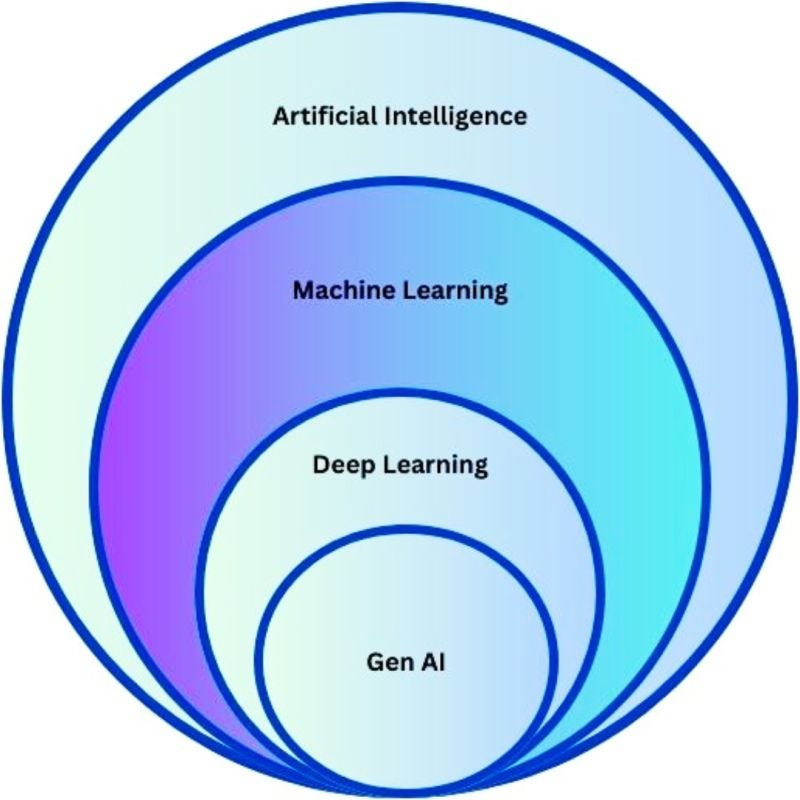 Artificial Intelligence
Machine Learning
Deep Learning
Gen AI